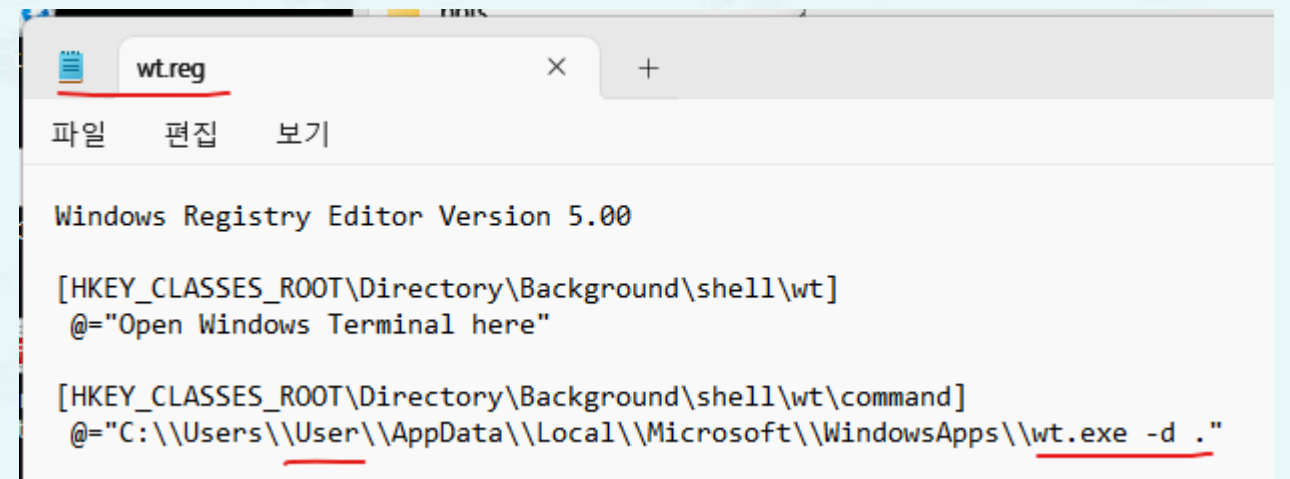 wt.reg
파일 편집 보기
Windows Registry Editor Version 5.00
[HKEY_CLASSES_ROOT\Directory\Background\shell\wt]
@="Open Windows Terminal here"
[HKEY_CLASSES_ROOT\Directory\Background\shell\wt\command]
@="C:\\Users\\User\\AppData\\Local\\Microsoft\\WindowsApps\\wt.exe -d ."